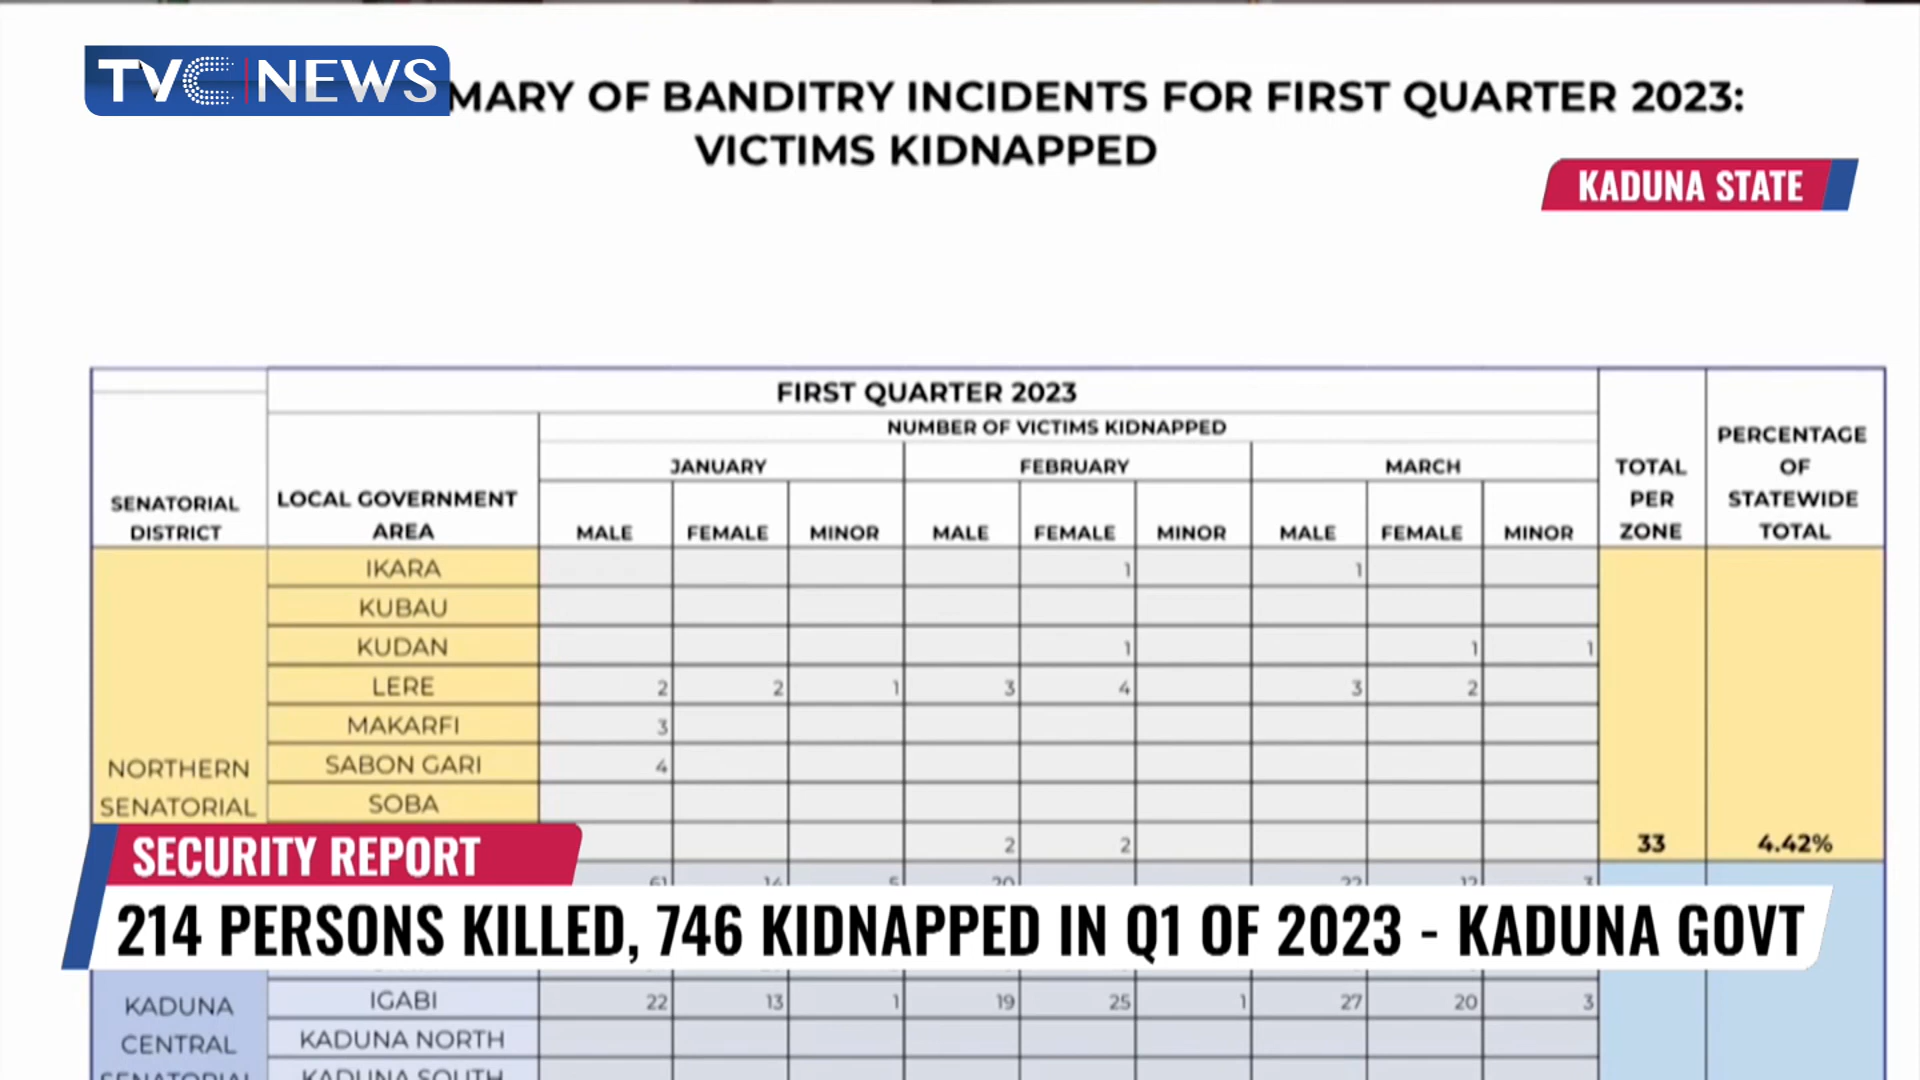 TVC NEWS
MARY OF BANDITRY INCIDENTS FOR FIRST QUARTER 2023:
VICTIMS KIDNAPPED
KADUNA STATE
FIRST QUARTER 2023
NUMBER OF VICTIMS KIDNAPPED
SENATORIAL DISTRICT
LOCAL GOVERNMENT AREA
JANUARY FEBRUARY MARCH
TOTAL PER ZONE
PERCENTAGE OF STATEWIDE TOTAL
MALE FEMALE MINOR MALE FEMALE MINOR MALE FEMALE MINOR
IKARA 1 1
KUBAU
KUDAN 1 1 1
LERE 2 2 1 3 4 3 2
MAKARFI 3
NORTHERN SENATORIAL
SABON GARI 4
SOBA
2 2 33 4.42%
SECURITY REPORT
214 PERSONS KILLED, 746 KIDNAPPED IN Q1 OF 2023 - KADUNA GOVT
KADUNA CENTRAL
IGABI 22 13 1 19 25 1 27 20 3
KADUNA NORTH
KADUNA SOUTH